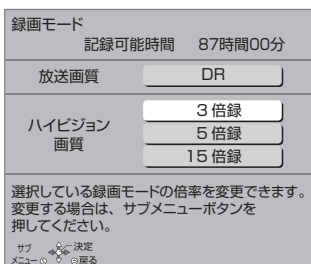 録画モード
記録可能時間 87時間00分
放送画質 DR
ハイビジョン画質
3 倍録
5 倍録
15 倍録
選択している録画モードの倍率を変更できます。
変更する場合は、サブメニューボタンを
押してください。
サブ 決定
メニュー S 戻る